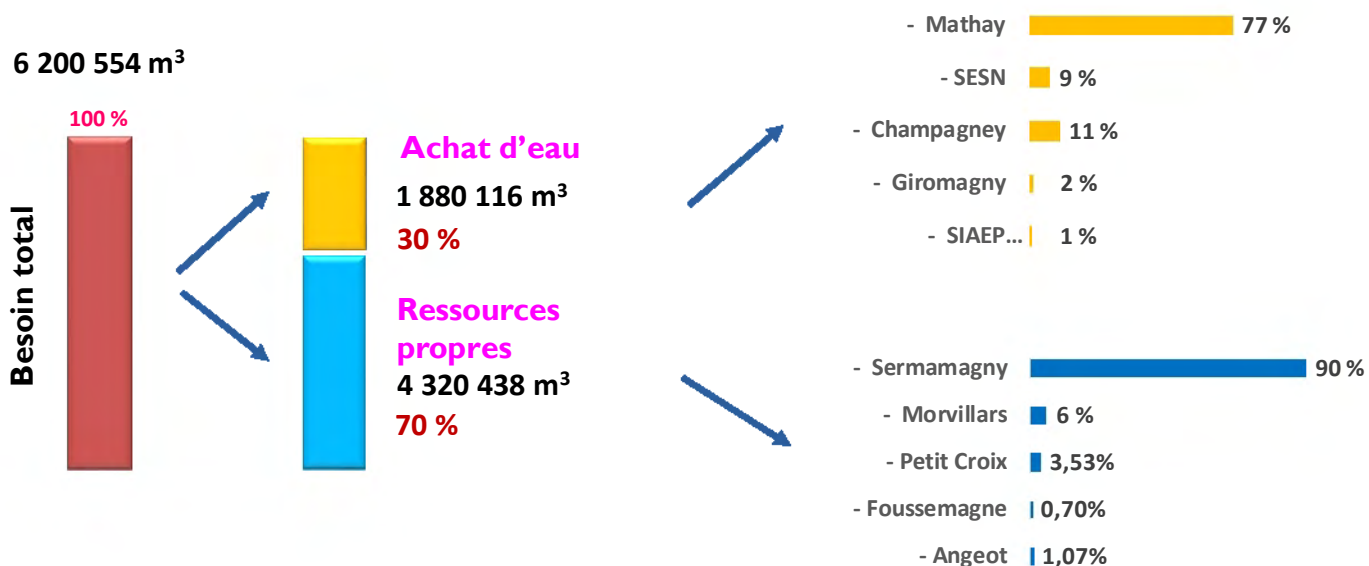 6 200 554 m³
100 %
Besoin total
Achat d’eau
1 880 116 m³
30 %
Ressources
propres
4 320 438 m³
70 %
- Mathay 77 %
- SESN 9 %
- Champagney 11 %
- Giromagny 2 %
- SIAEP... 1 %
- Sermamagny 90 %
- Morvillars 6 %
- Petit Croix 3,53%
- Foussemagne 0,70%
- Angeot 1,07%